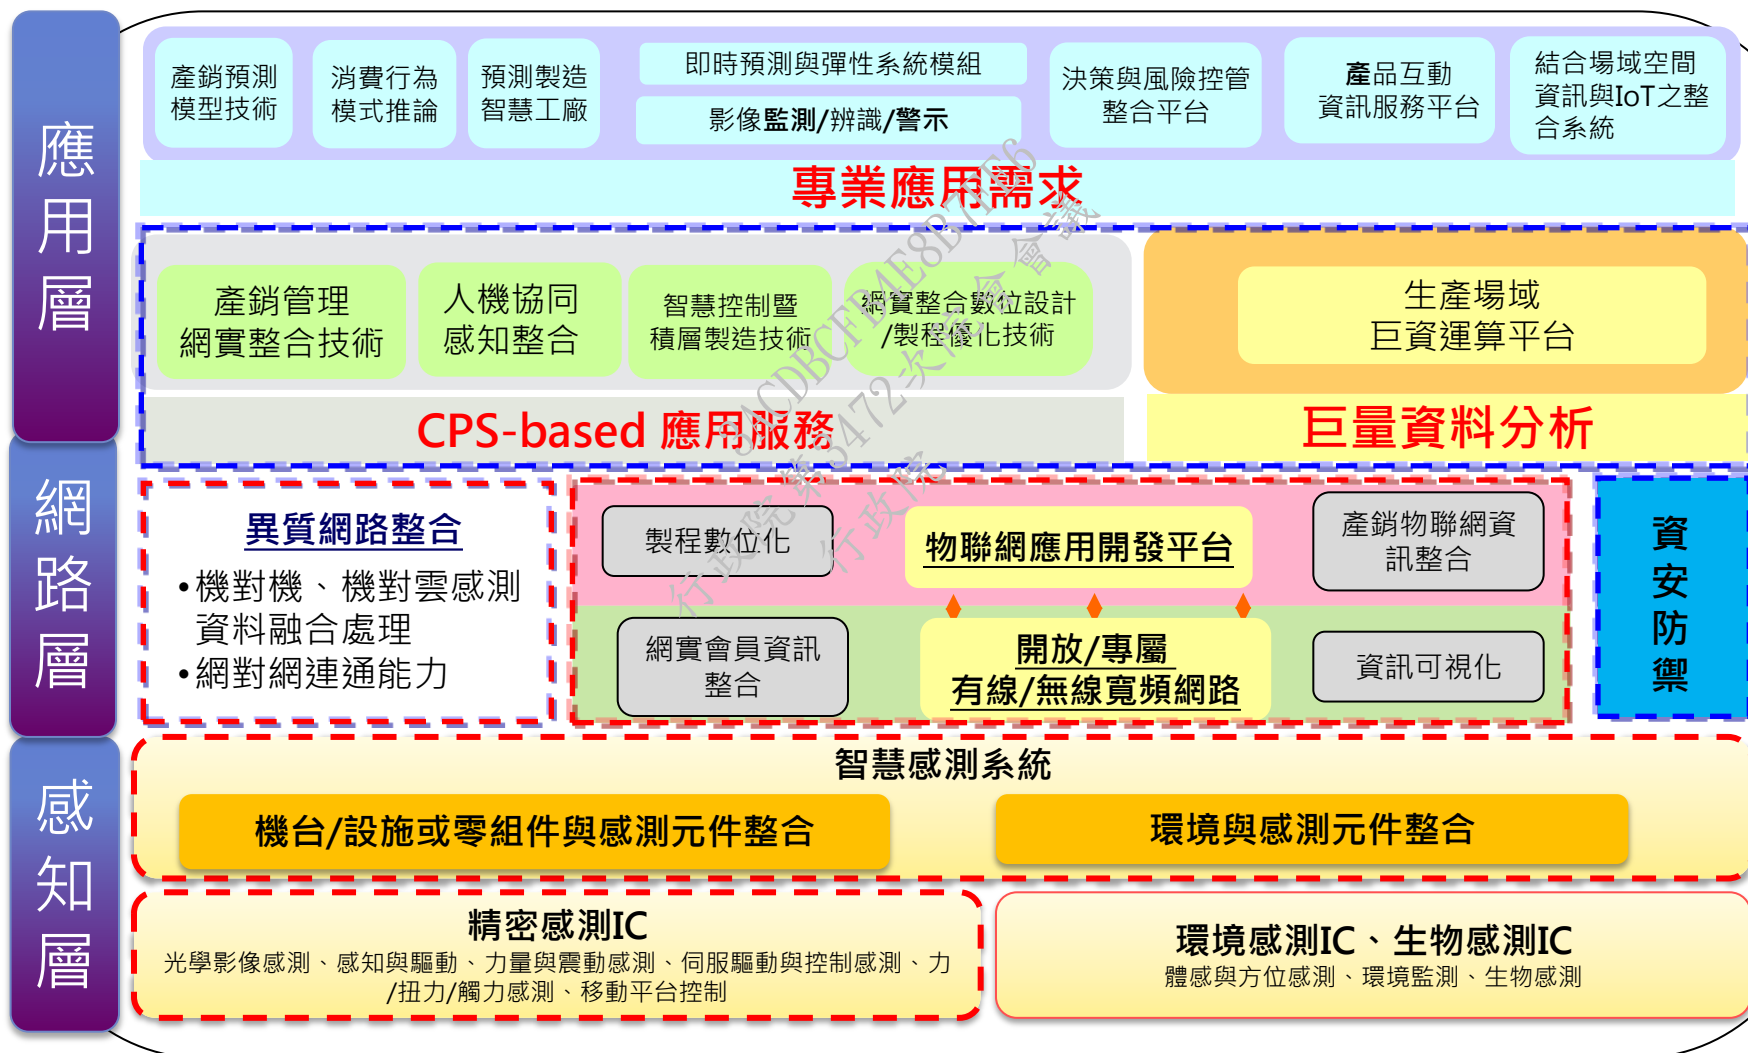 應用層
產銷預測
模型技術
消費行為
模式推論
預測製造
智慧工廠
即時預測與彈性系統模組
影像監測/辨識/警示
決策與風險控管
整合平台
產品互動
資訊服務平台
結合場域空間
資訊與IoT之整
合系統
專業應用需求
產銷管理
網實整合技術
人機協同
感知整合
智慧控制暨
積層製造技術
網實整合數位設計
/製程優化技術
生產場域
巨資運算平台
CPS-based 應用服務
巨量資料分析
網路層
異質網路整合
•機對機、機對雲感測
資料融合處理
•網對網連通能力
製程數位化
物聯網應用開發平台
產銷物聯網資
訊整合
網實會員資訊
整合
開放/專屬
有線/無線寬頻網路
資訊可視化
資安防禦
感知層
智慧感測系統
機台/設施或零組件與感測元件整合
環境與感測元件整合
精密感測IC
光學影像感測、感知與驅動、力量與震動感測、伺服驅動與控制感測、力
/扭力/觸力感測、移動平台控制
環境感測IC、生物感測IC
體感與方位感測、環境監測、生物感測
行政院第3472次院會會議
行政院